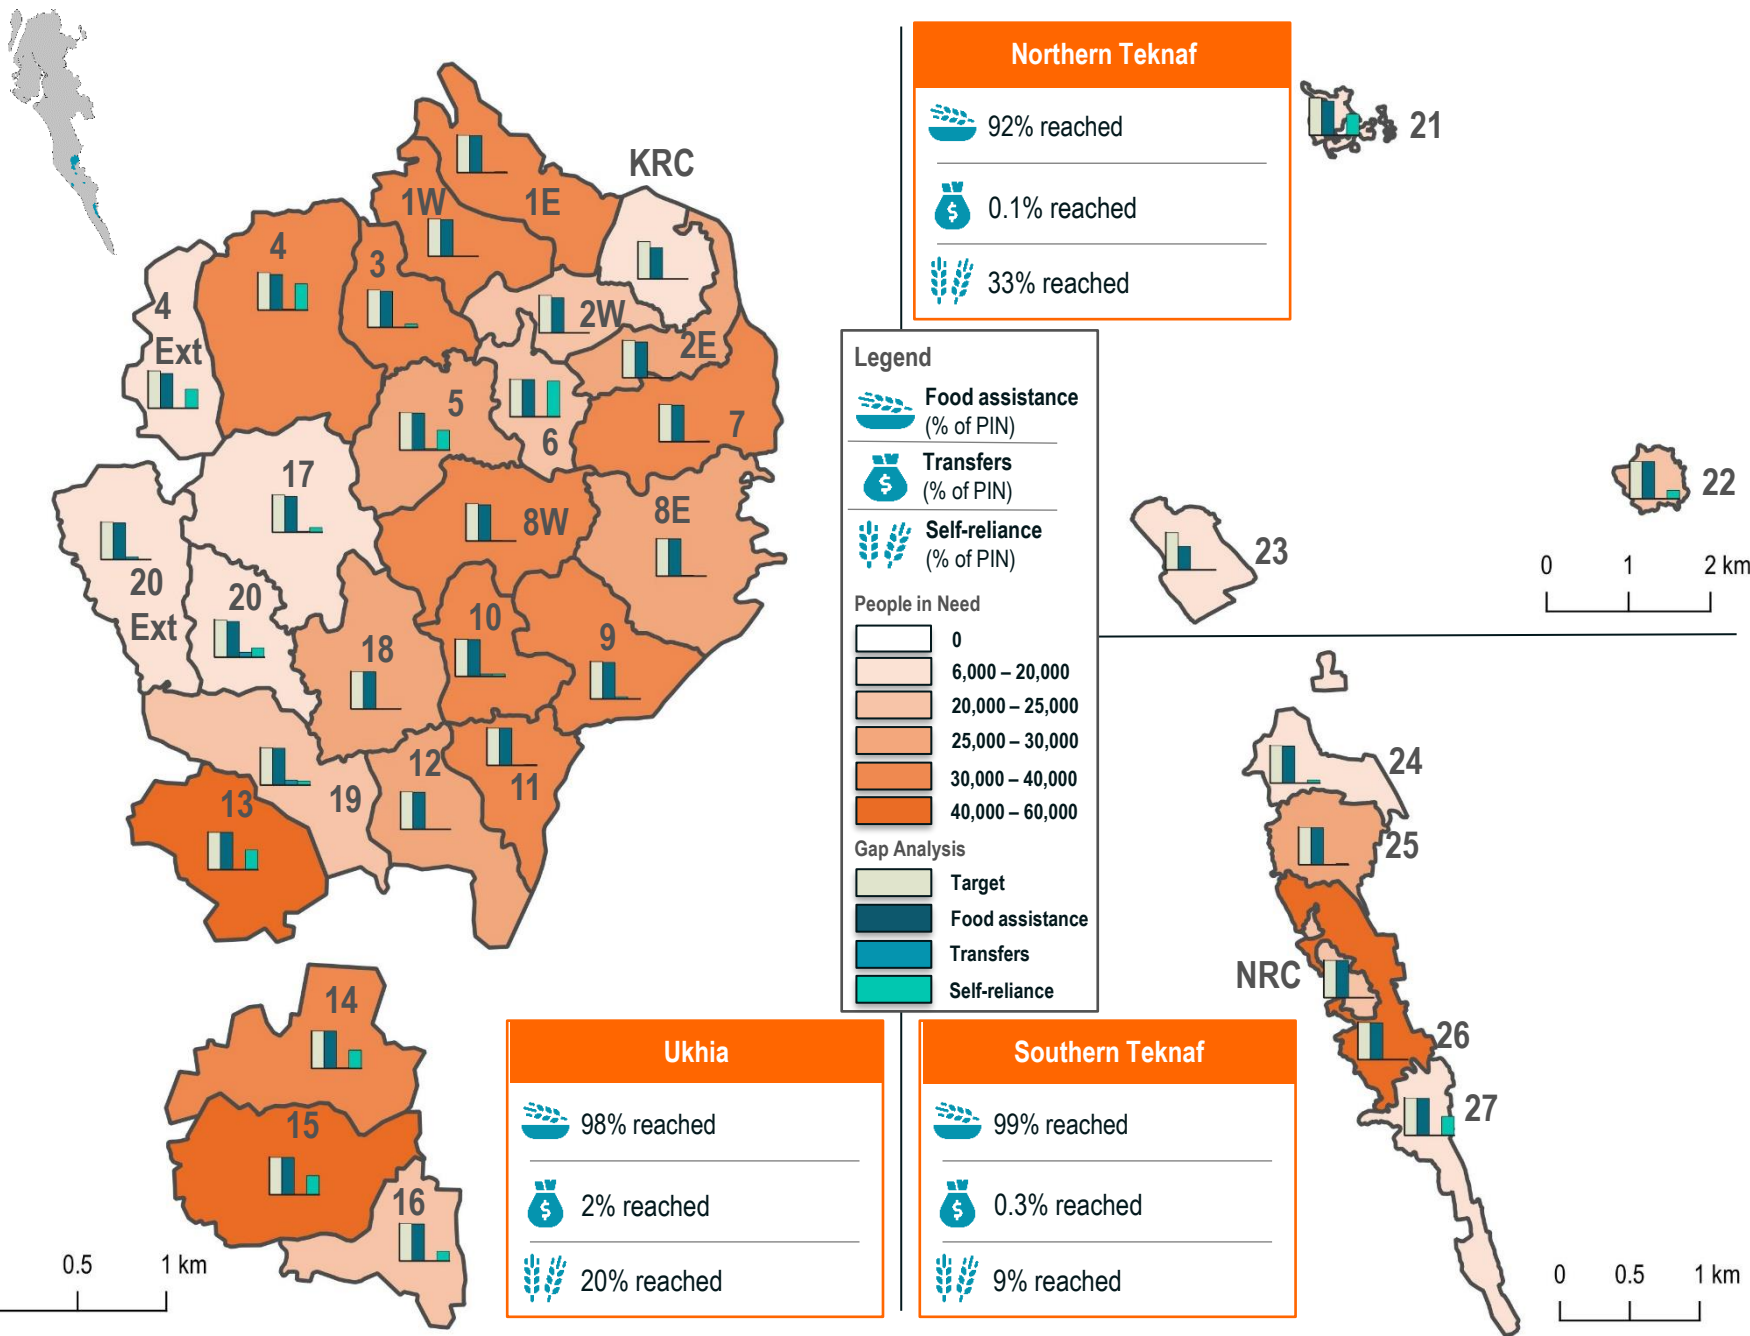 Northern Teknaf
92% reached
0.1% reached
33% reached
21
KRC
1W
1E
4
3
4
Ext
2W
2E
5
6
7
17
8W
8E
20
Ext
20
18
10
9
12
11
19
13
14
15
16
0.5
1 km
Legend
Food assistance
(% of PIN)
Transfers
(% of PIN)
Self-reliance
(% of PIN)
People in Need
0
6,000 – 20,000
20,000 – 25,000
25,000 – 30,000
30,000 – 40,000
40,000 – 60,000
Gap Analysis
Target
Food assistance
Transfers
Self-reliance
22
23
0
1
2 km
24
25
NRC
26
27
0
0.5
1 km
Ukhia
98% reached
2% reached
20% reached
Southern Teknaf
99% reached
0.3% reached
9% reached